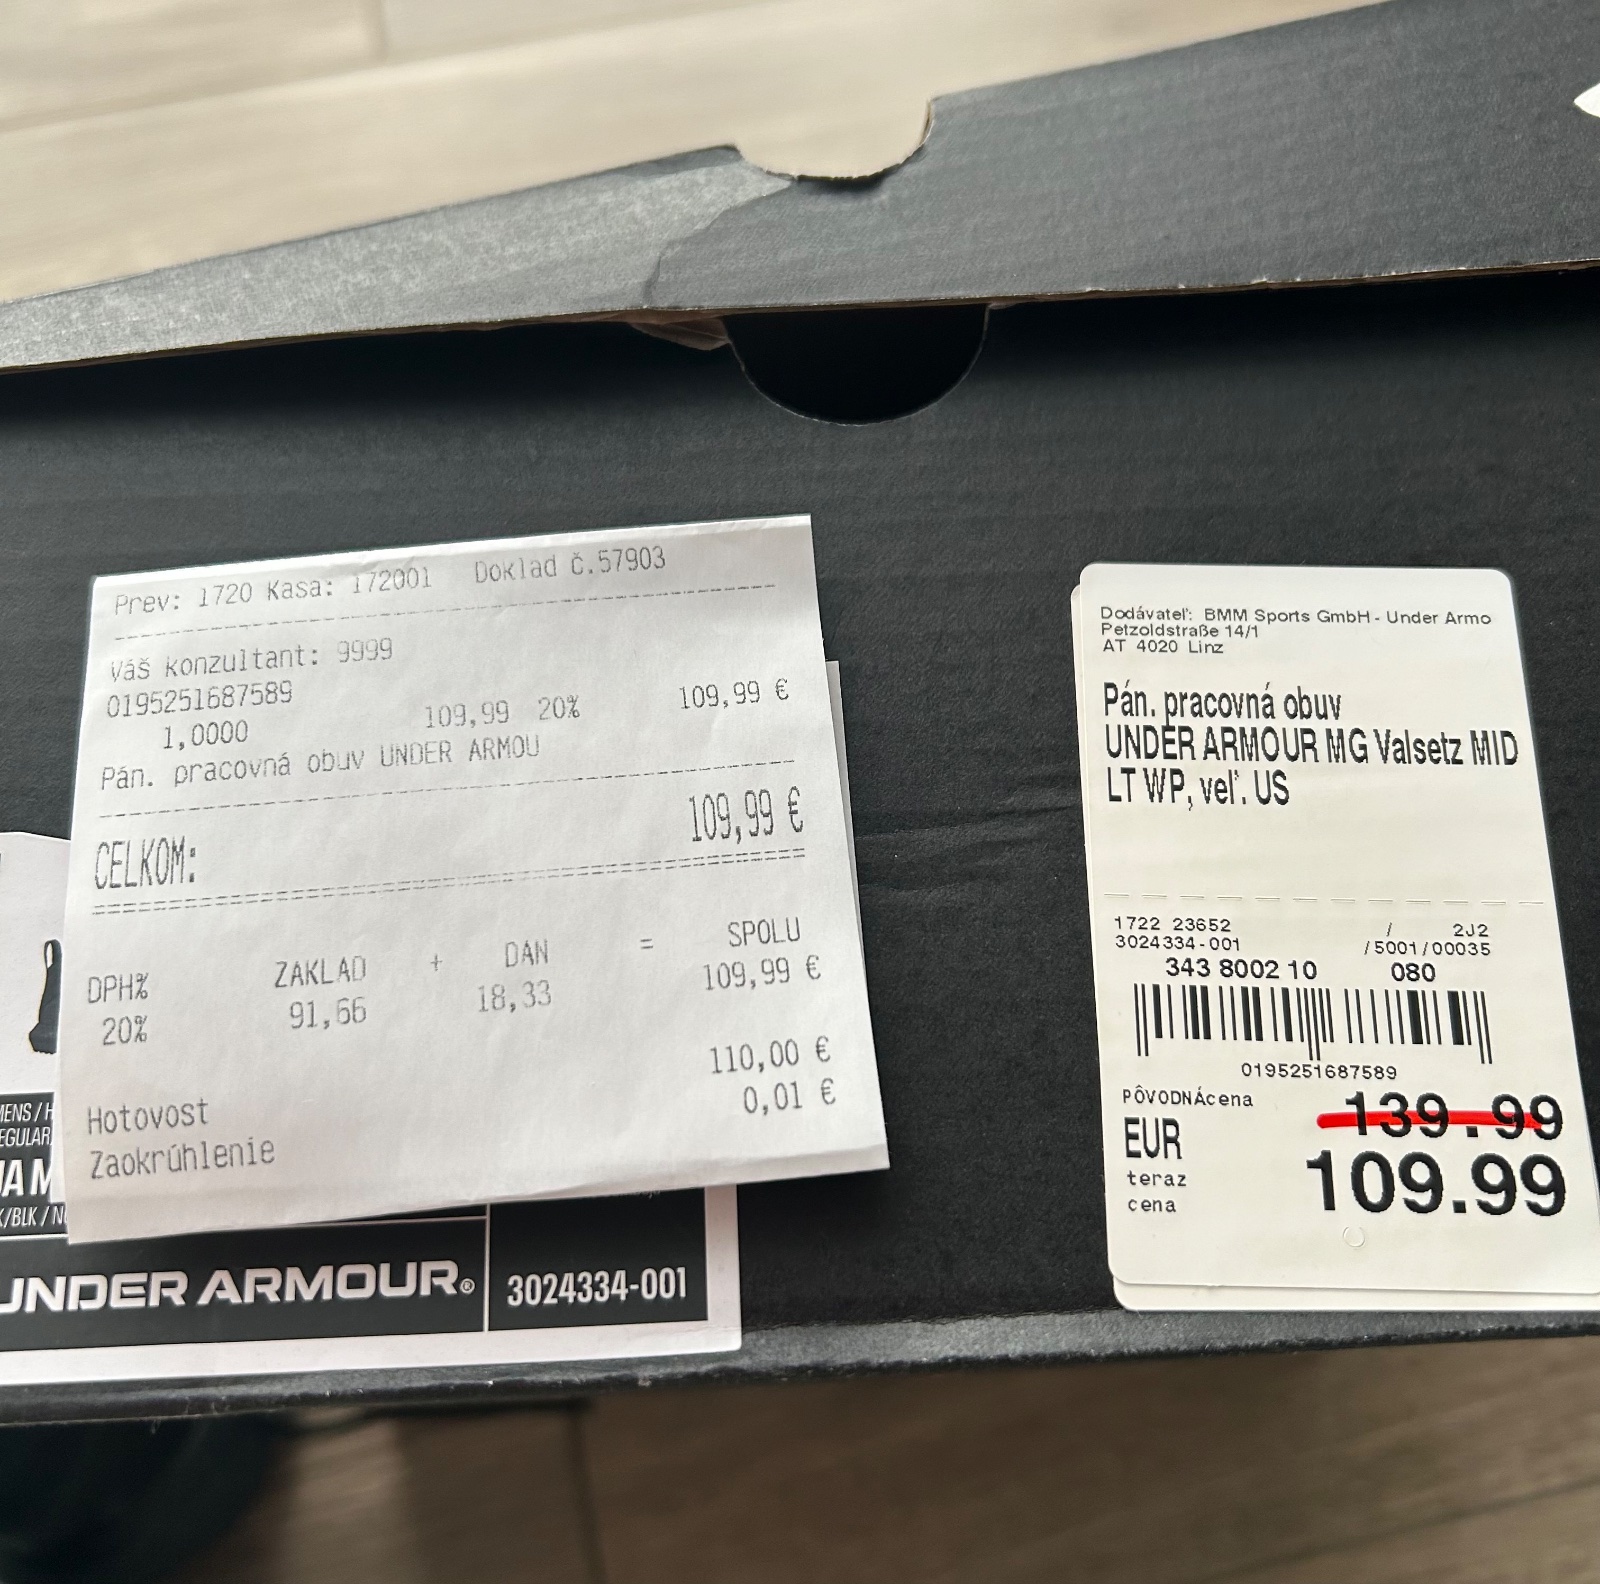 Prev: 1720 Kasa: 172001 Doklad č.57903
Váš konzultant: 9999
0195251687589
1,0000 109,99 20% 109,99 €
Pán. pracovná obuv UNDER ARMOU
CELKOM: 109,99 €
DPH% ZAKLAD + DAN = SPOLU
20% 91,66 18,33 109,99 €
Hotovost 110,00 €
Zaokrúhlenie 0,01 €
UNDER ARMOUR®
3024334-001
Dodávateľ: BMM Sports GmbH - Under Armo
Petzoldstraße 14/1
AT 4020 Linz
Pán. pracovná obuv
UNDER ARMOUR MG Valsetz MID
LT WP, veľ. US
1722 23652 / 2J2
3024334-001 /5001/00035
343 8002 10 080
0195251687589
PÔVODNÁcena 139.99
EUR
teraz
cena
109.99